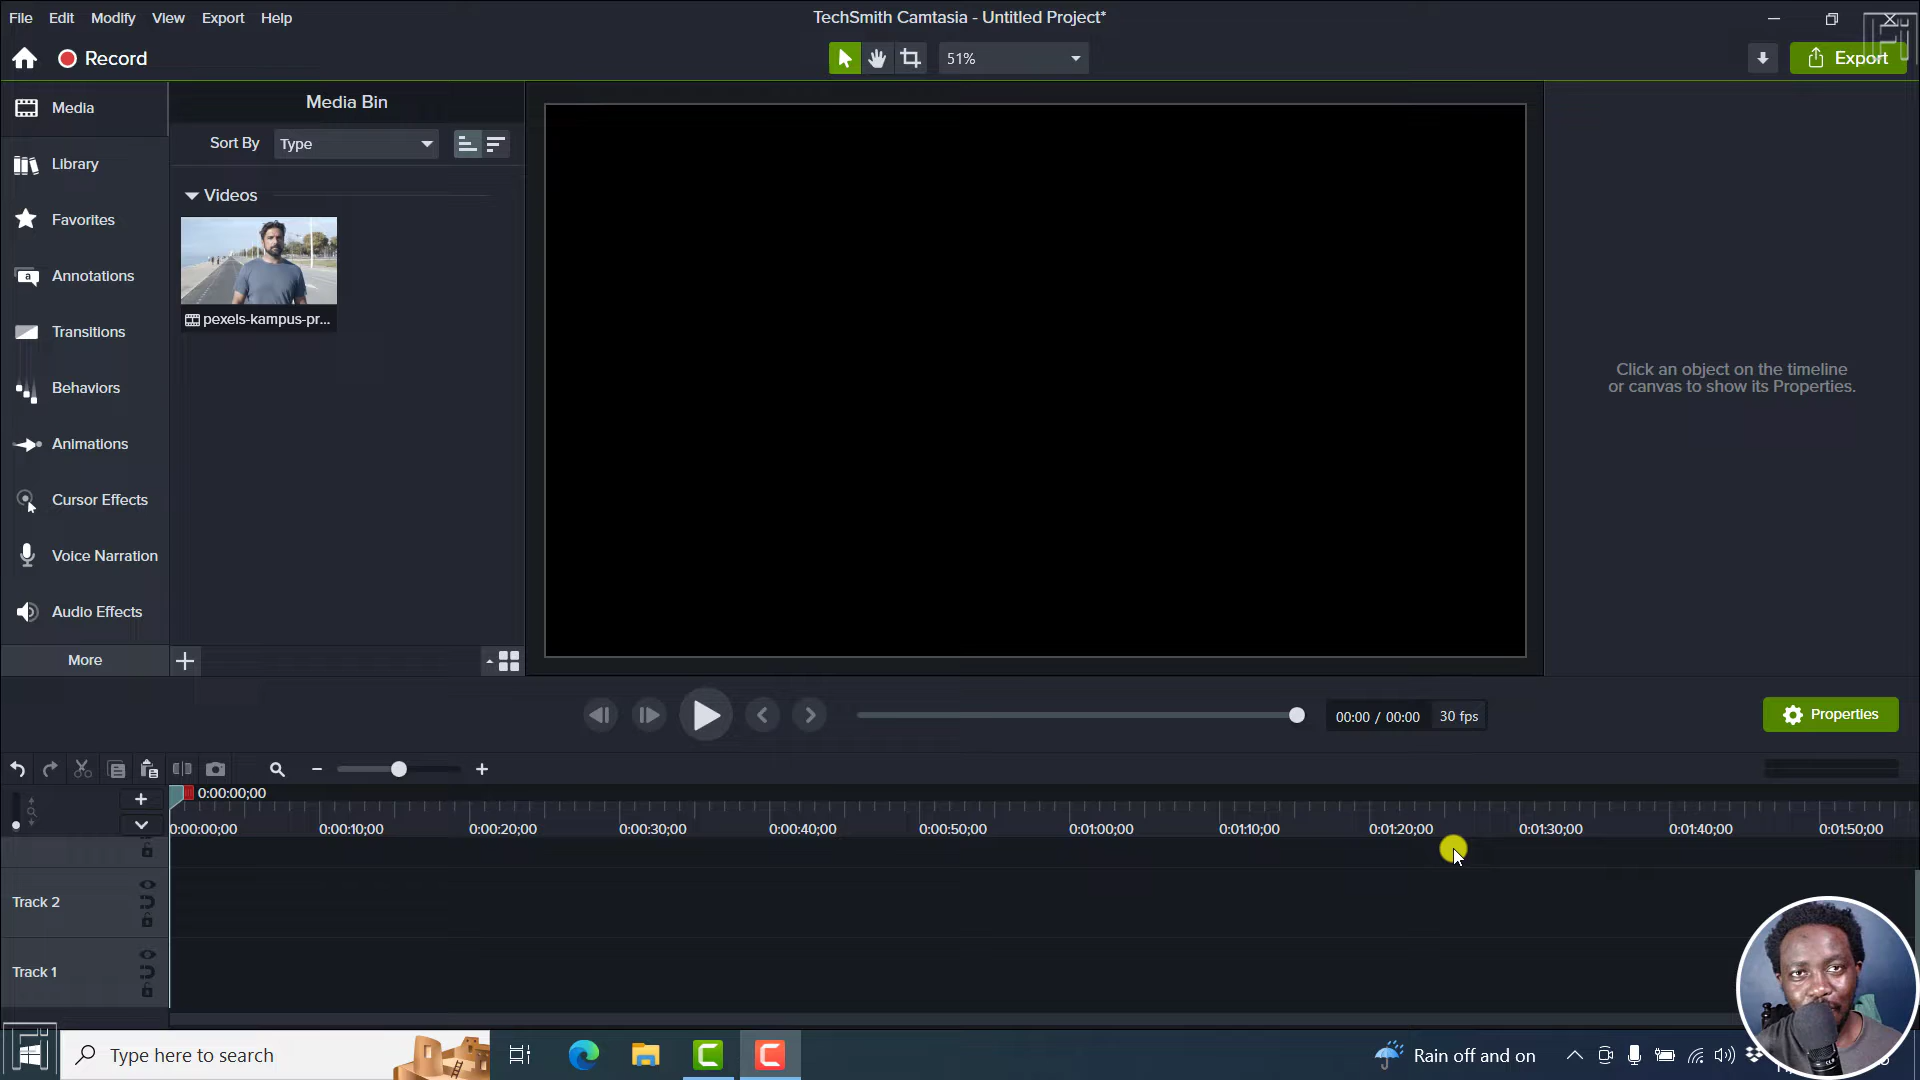 File Edit Modify View Export Help
TechSmith Camtasia - Untitled Project*
Record
51%
Export
Media
Library
Favorites
Annotations
Transitions
Behaviors
Animations
Cursor Effects
Voice Narration
Audio Effects
More
Media Bin
Sort By Type
Videos
pexels-kampus-pr...
Click an object on the timeline
or canvas to show its Properties.
00:00 / 00:00 30 fps
Properties
0:00:00;00
0:00:00;00 0:00:10;00 0:00:20;00 0:00:30;00 0:00:40;00 0:00:50;00 0:01:00;00 0:01:10;00 0:01:20;00 0:01:30;00 0:01:40;00 0:01:50;00
Track 2
Track 1
Type here to search
Rain off and on